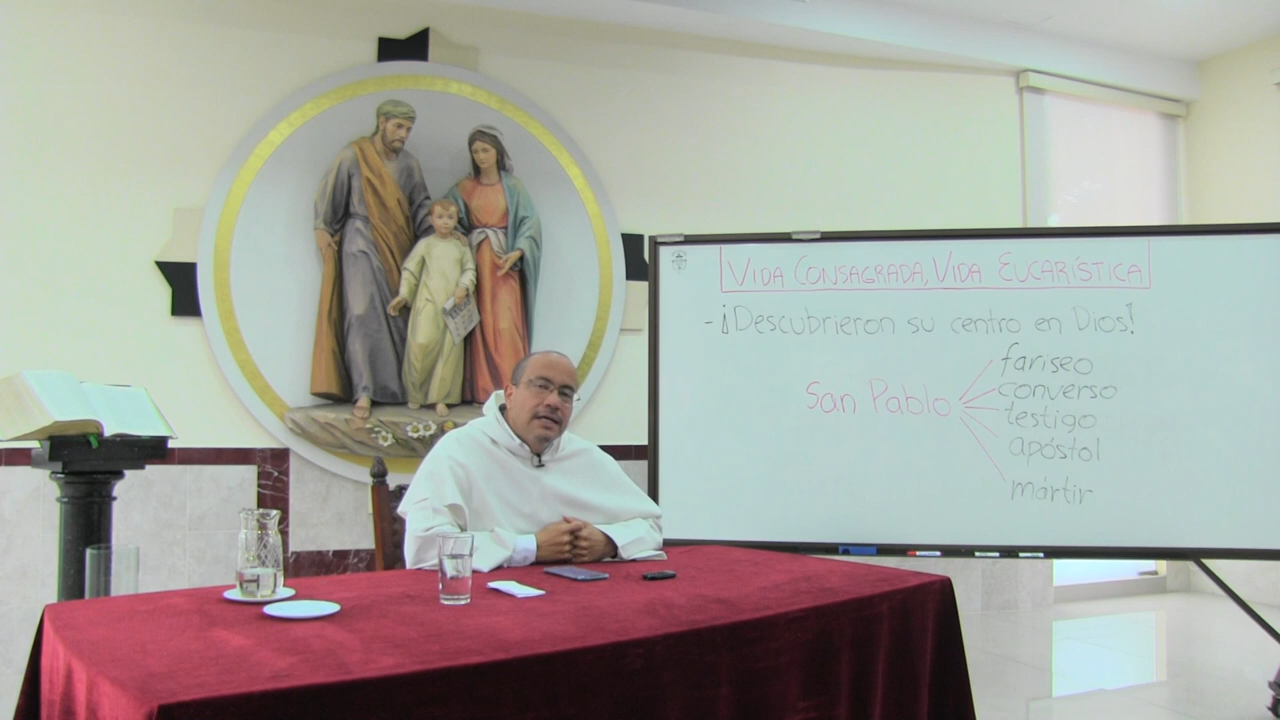 VIDA CONSAGRADA, VIDA EUCARÍSTICA
- ¡Descubrieron su centro en Dios!
San Pablo
fariseo
converso
testigo
apóstol
mártir